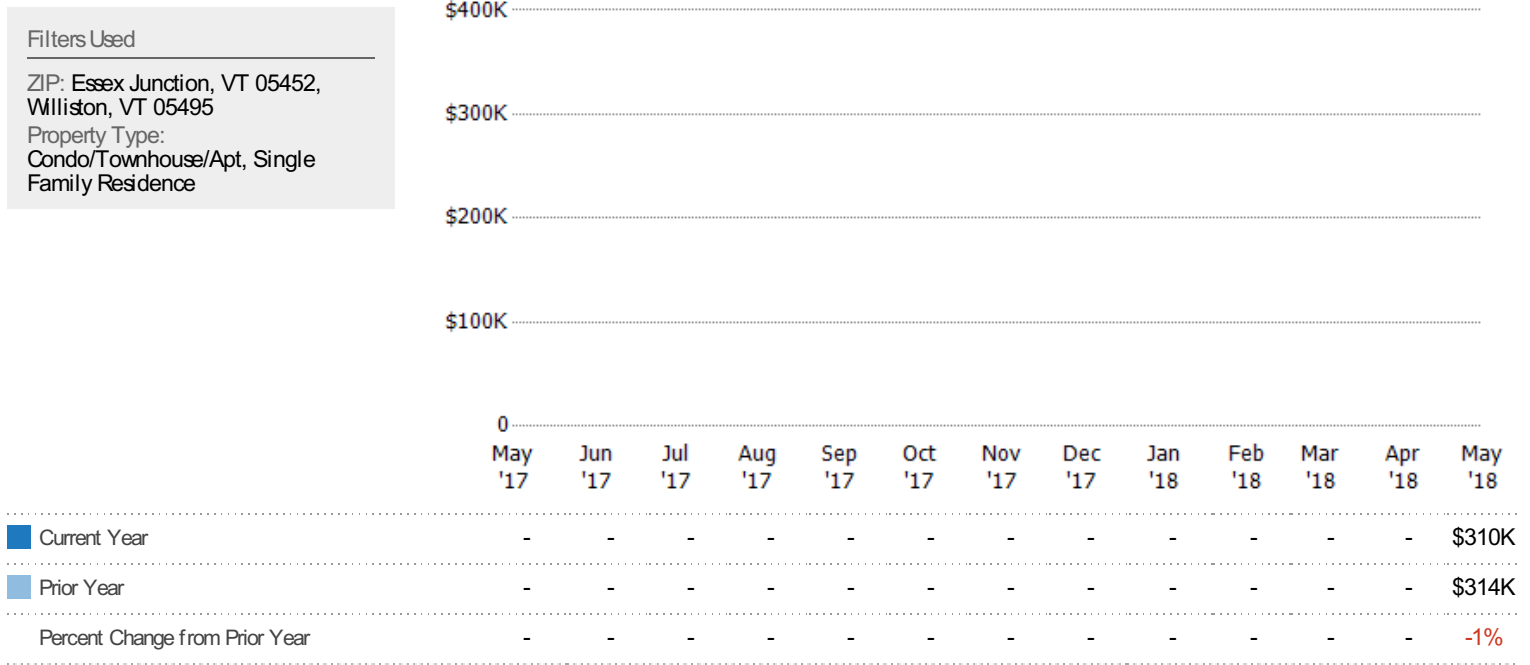 Filters Used
ZIP: Essex Junction, VT 05452,
Williston, VT 05495
Property Type:
Condo/Townhouse/Apt, Single
Family Residence
$400K
$300K
$200K
$100K
0
May Jun Jul Aug Sep Oct Nov Dec Jan Feb Mar Apr May
'17 '17 '17 '17 '17 '17 '17 '17 '18 '18 '18 '18 '18
Current Year - - - - - - - - - - - - $310K
Prior Year - - - - - - - - - - - - $314K
Percent Change from Prior Year - - - - - - - - - - - - -1%